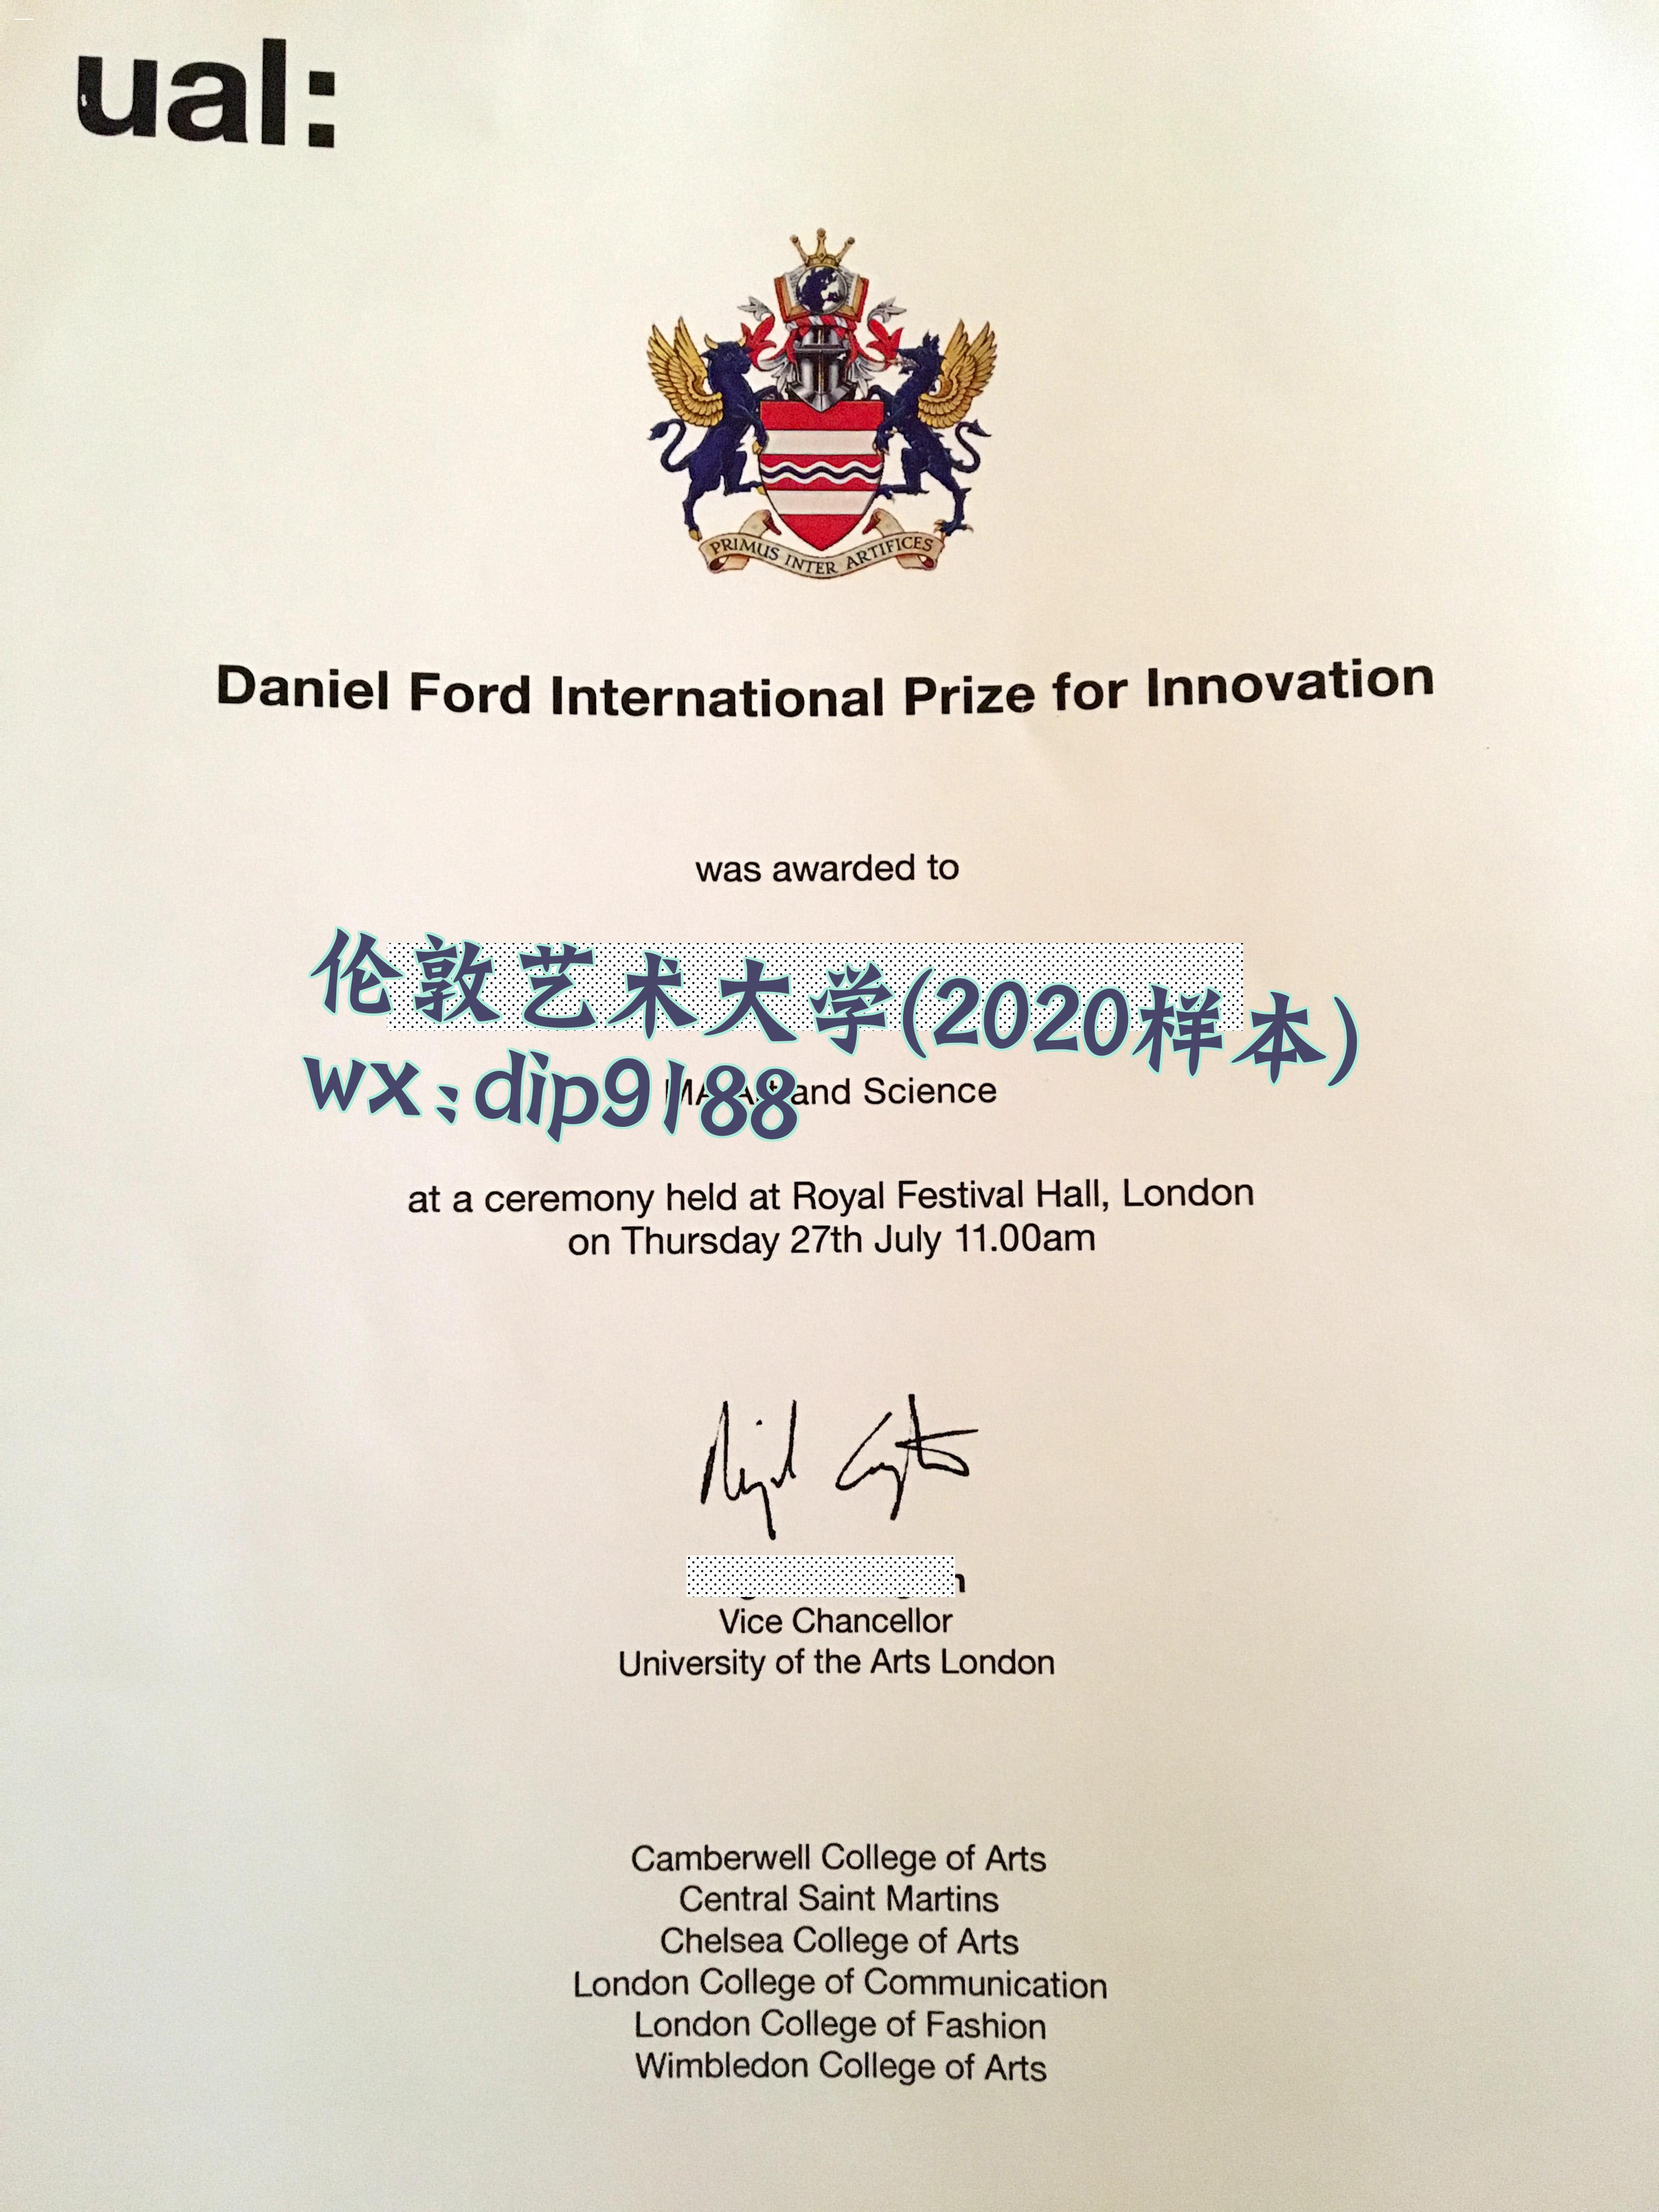 ual:
PRIMUS INTER ARTIFICES
Daniel Ford International Prize for Innovation
was awarded to
伦敦艺术大学(2020样本)
wx:dip9188
and Science
at a ceremony held at Royal Festival Hall, London
on Thursday 27th July 11.00am
Vice Chancellor
University of the Arts London
Camberwell College of Arts
Central Saint Martins
Chelsea College of Arts
London College of Communication
London College of Fashion
Wimbledon College of Arts